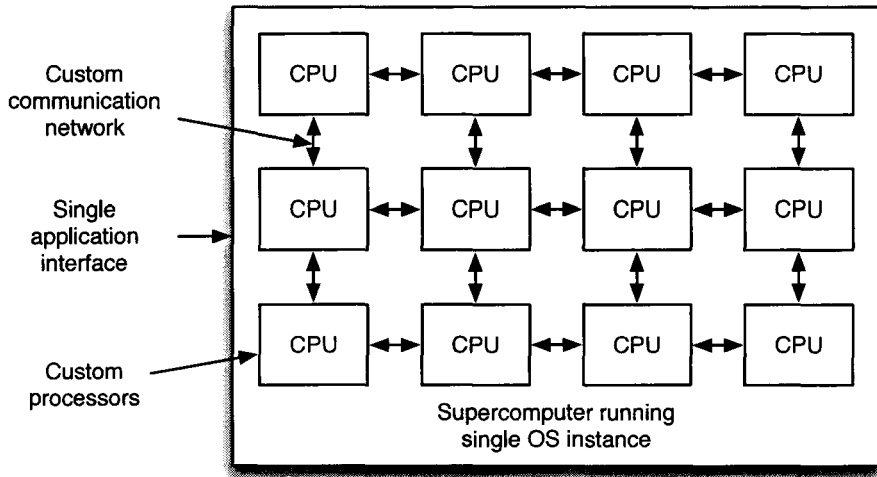 CPU CPU CPU CPU
Custom
communication
network
CPU CPU CPU CPU
Single
application
interface
CPU CPU CPU CPU
Custom
processors
Supercomputer running
single OS instance